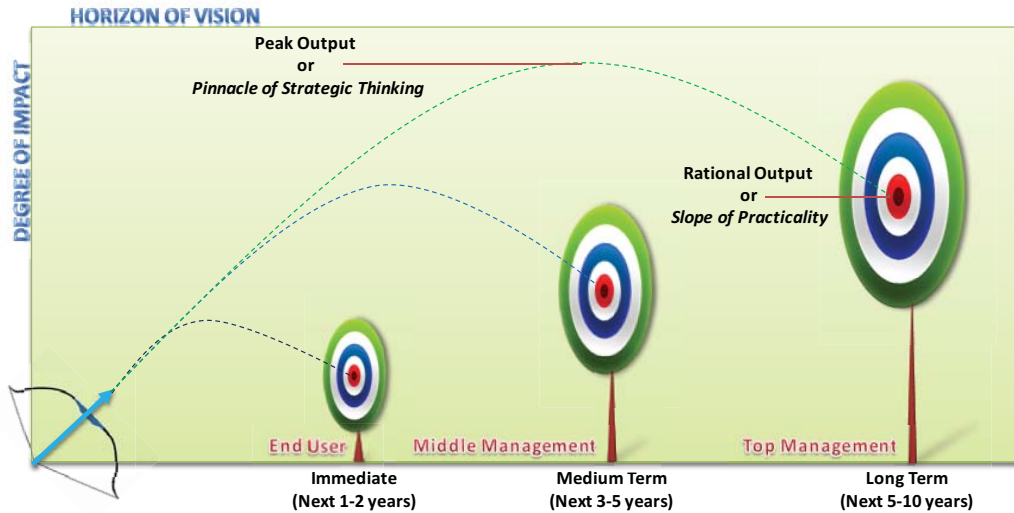 HORIZON OF VISION
DEGREE OF IMPACT
Peak Output
or
Pinnacle of Strategic Thinking
Rational Output
or
Slope of Practicality
End User
Middle Management
Top Management
Immediate
(Next 1-2 years)
Medium Term
(Next 3-5 years)
Long Term
(Next 5-10 years)